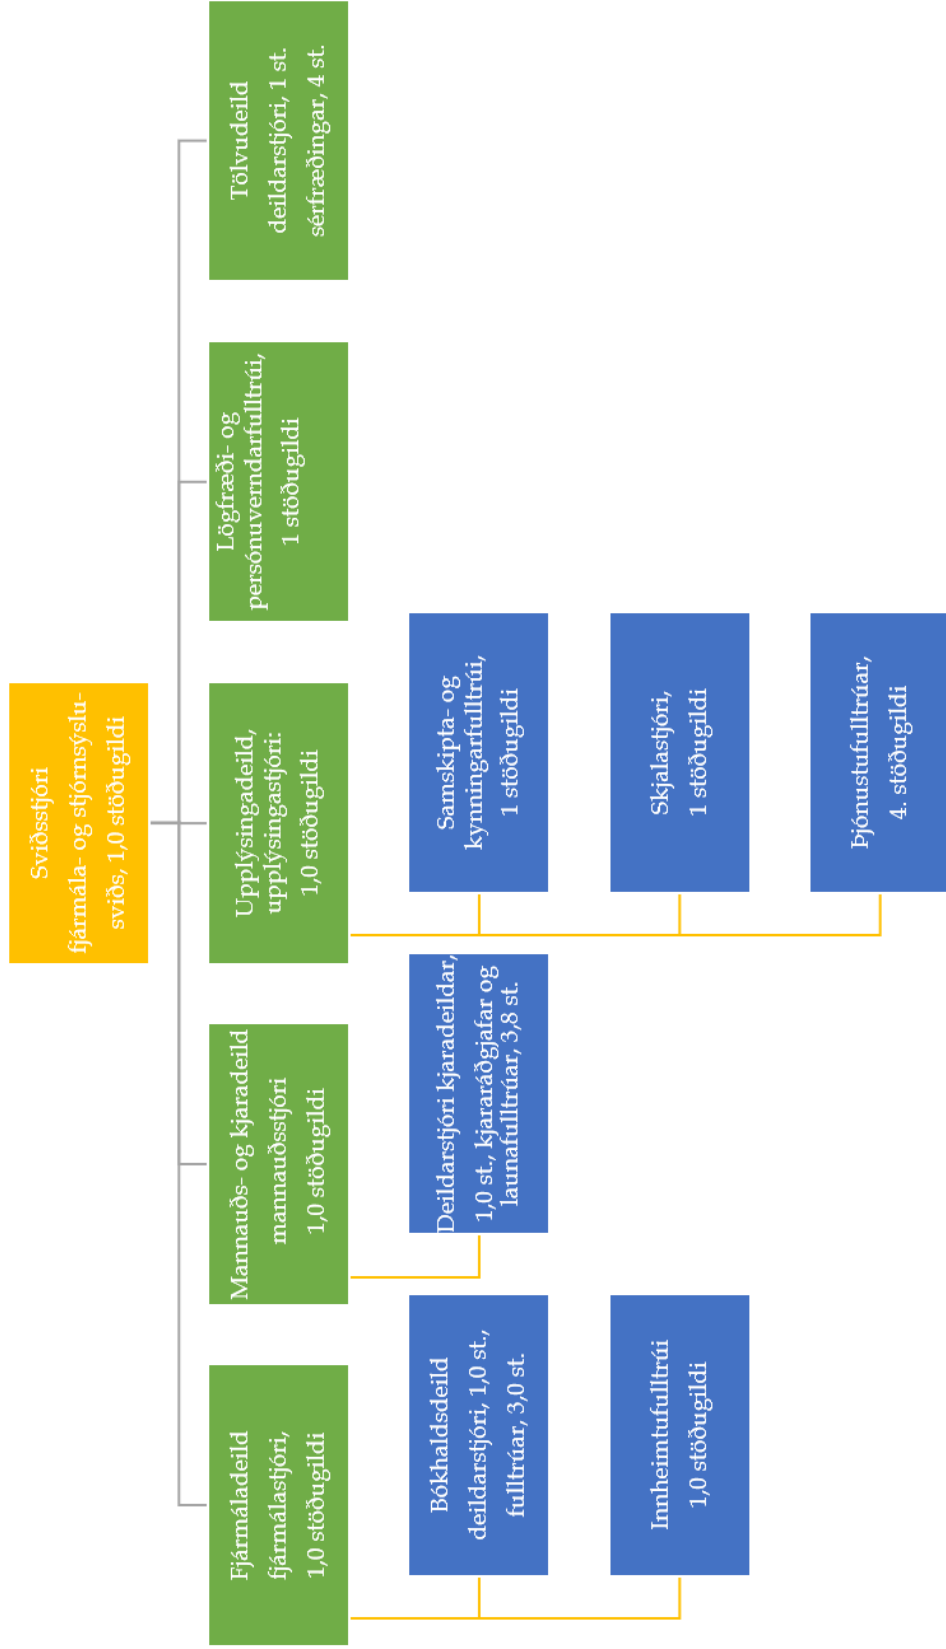 Sviðsstjóri
fjármála- og stjórnsýslu-
sviðs, 1,0 stöðugildi
Fjármáladeild
fjármálastjóri,
1,0 stöðugildi
Bókhaldsdeild
deildarstjóri, 1,0 st.,
fulltrúar, 3,0 st.
Innheimtufulltrúi
1,0 stöðugildi
Mannauðs- og kjaradeild
mannauðsstjóri
1,0 stöðugildi
Deildarstjóri kjaradeildar,
1,0 st., kjararáðgjafar og
launafulltrúar, 3,8 st.
Upplýsingadeild,
upplýsingastjóri:
1,0 stöðugildi
Samskipta- og
kynningarfulltrúi,
1 stöðugildi
Skjalastjóri,
1 stöðugildi
Þjónustufulltrúar,
4. stöðugildi
Lögfræði- og
persónuverndarfulltrúi,
1 stöðugildi
Tölvudeild
deildarstjóri, 1 st.
sérfræðingar, 4 st.